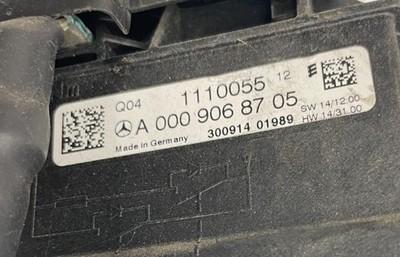 Q04 1110055 12 E
A 000 906 87 05 SW 14/12.00
Made in Denmark 300914 01989 HW 14/31.00